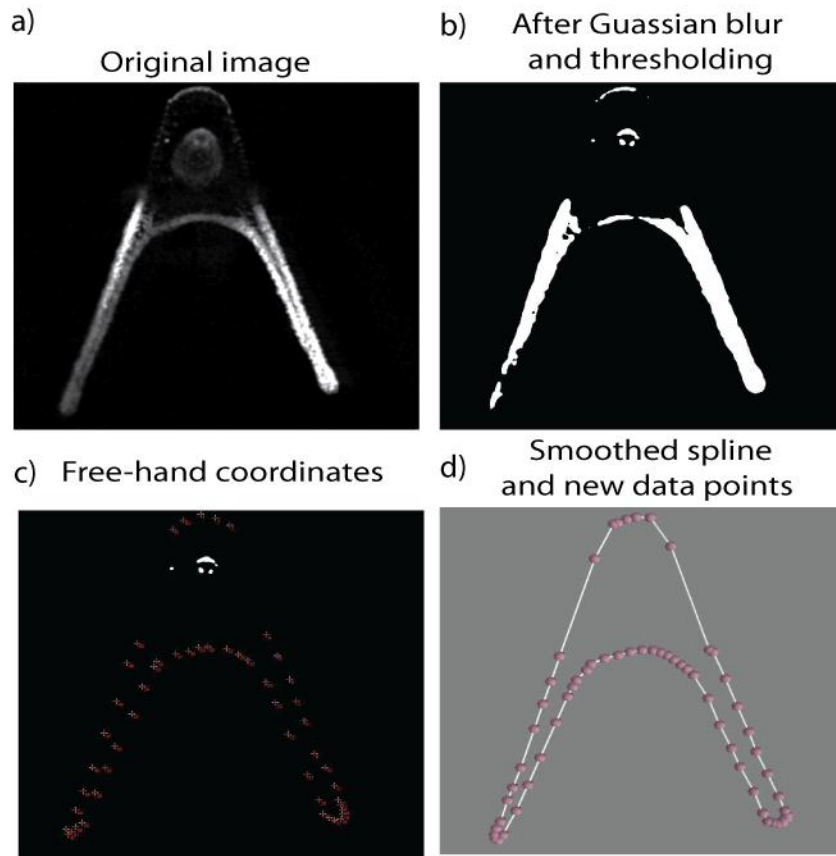 a)
Original image
b)
After Guassian blur
and thresholding
c)
Free-hand coordinates
d)
Smoothed spline
and new data points